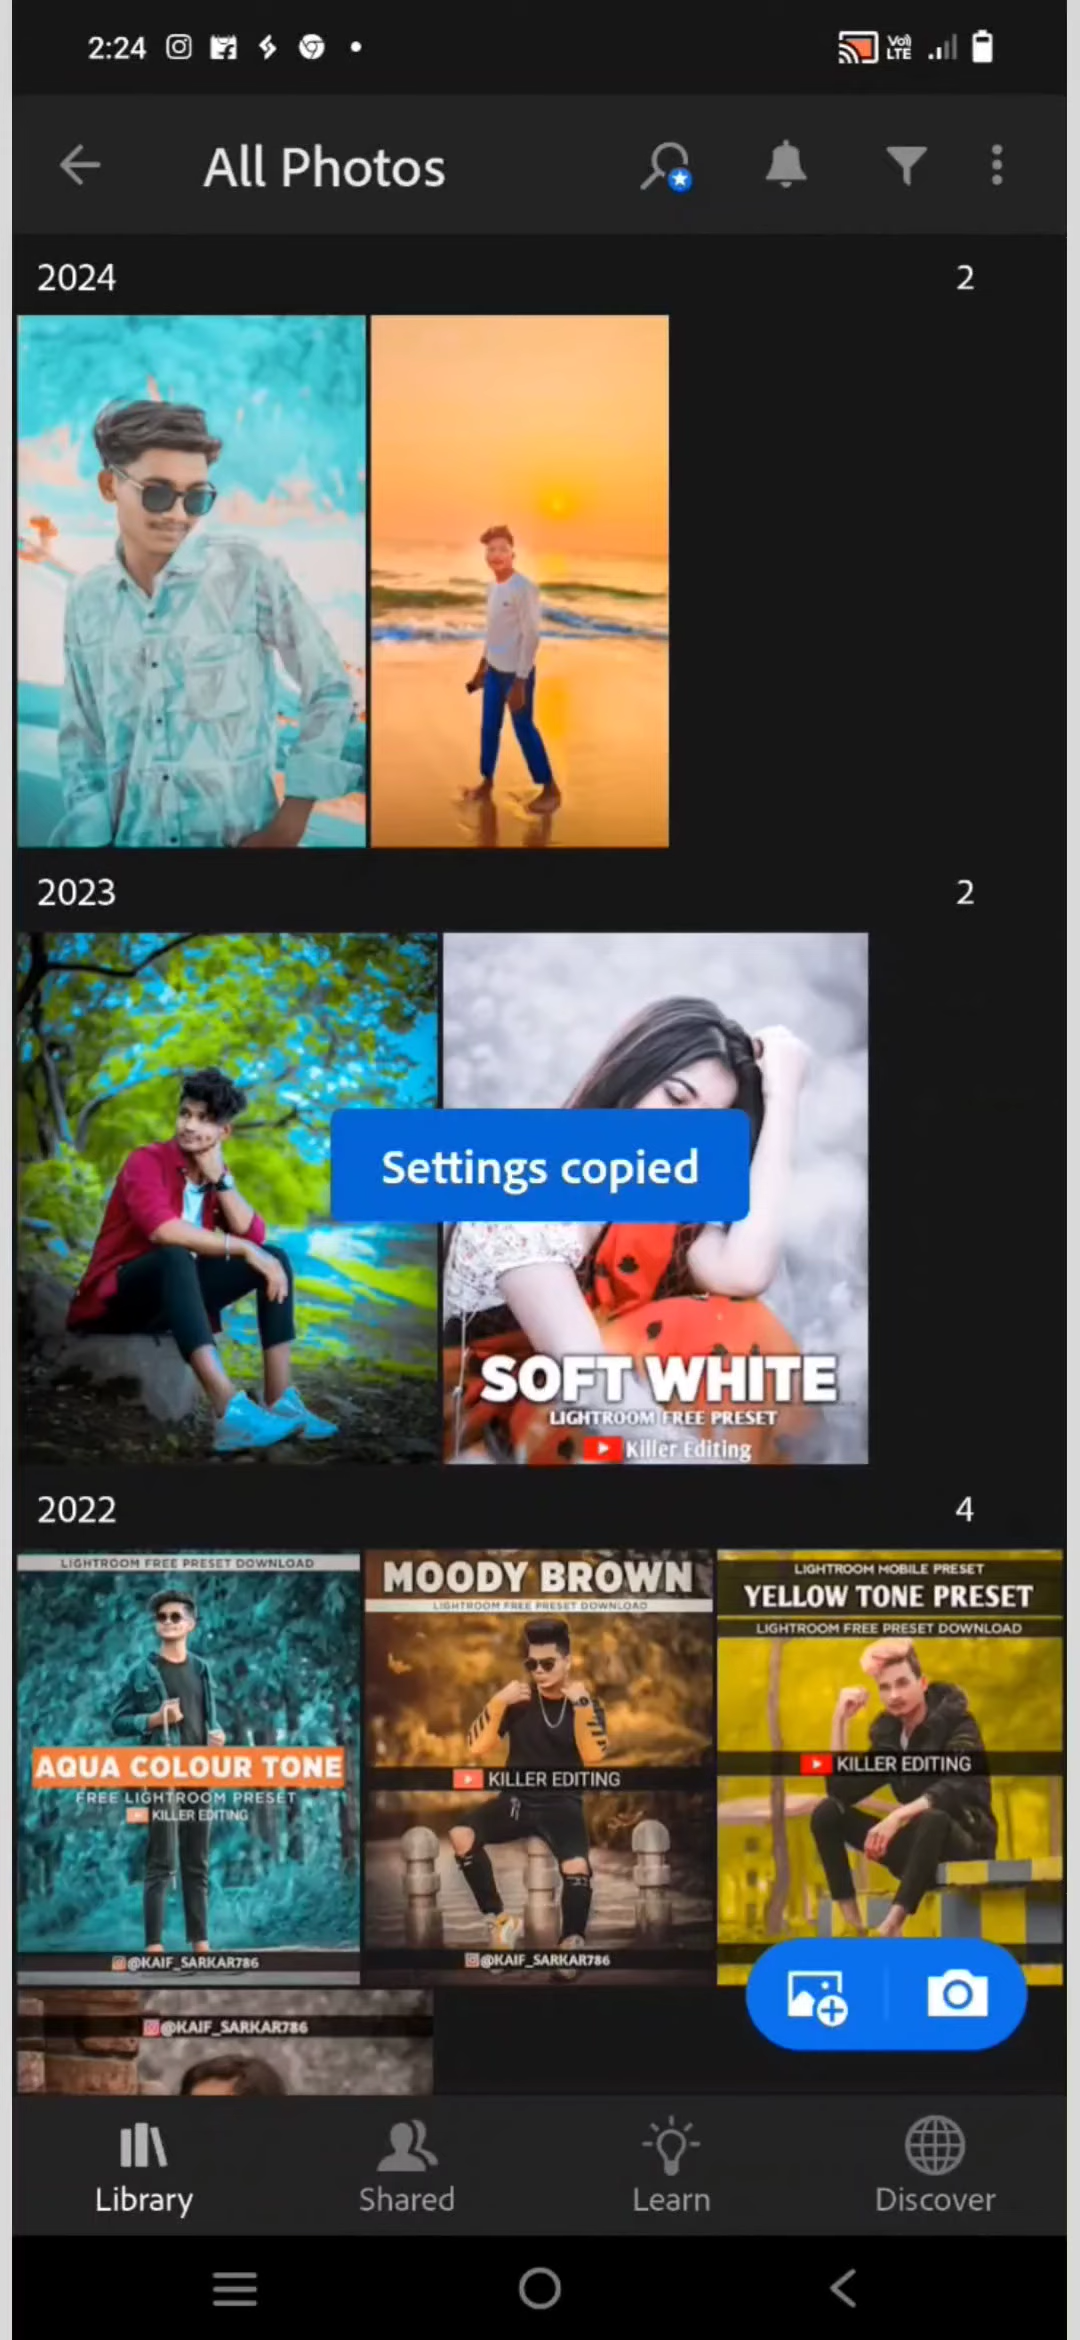 2:24
Vo) LTE
All Photos
2024
2
2023
2
Settings copied
SOFT WHITE
LIGHTROOM FREE PRESET
Killer Editing
2022
4
LIGHTROOM FREE PRESET DOWNLOAD
AQUA COLOUR TONE
FREE LIGHTROOM PRESET
KILLER EDITING
@KAIF_SARKAR786
MOODY BROWN
LIGHTROOM FREE PRESET DOWNLOAD
KILLER EDITING
@KAIF_SARKAR786
LIGHTROOM MOBILE PRESET
YELLOW TONE PRESET
LIGHTROOM FREE PRESET DOWNLOAD
KILLER EDITING
@KAIF_SARKAR786
Library
Shared
Learn
Discover